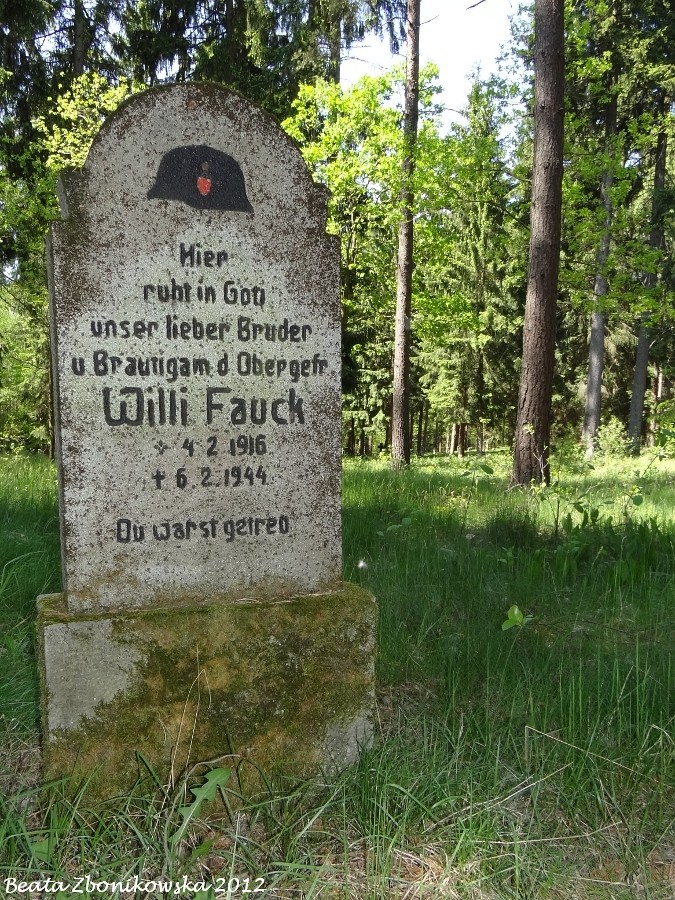 Hier
ruht in Gott
unser lieber Bruder
u Bräutigam d Obergefr.
Willi Fauck
* 4 2 1916
† 6. 2. 1944
Du warst getreu
Beata Zbonikowska 2012